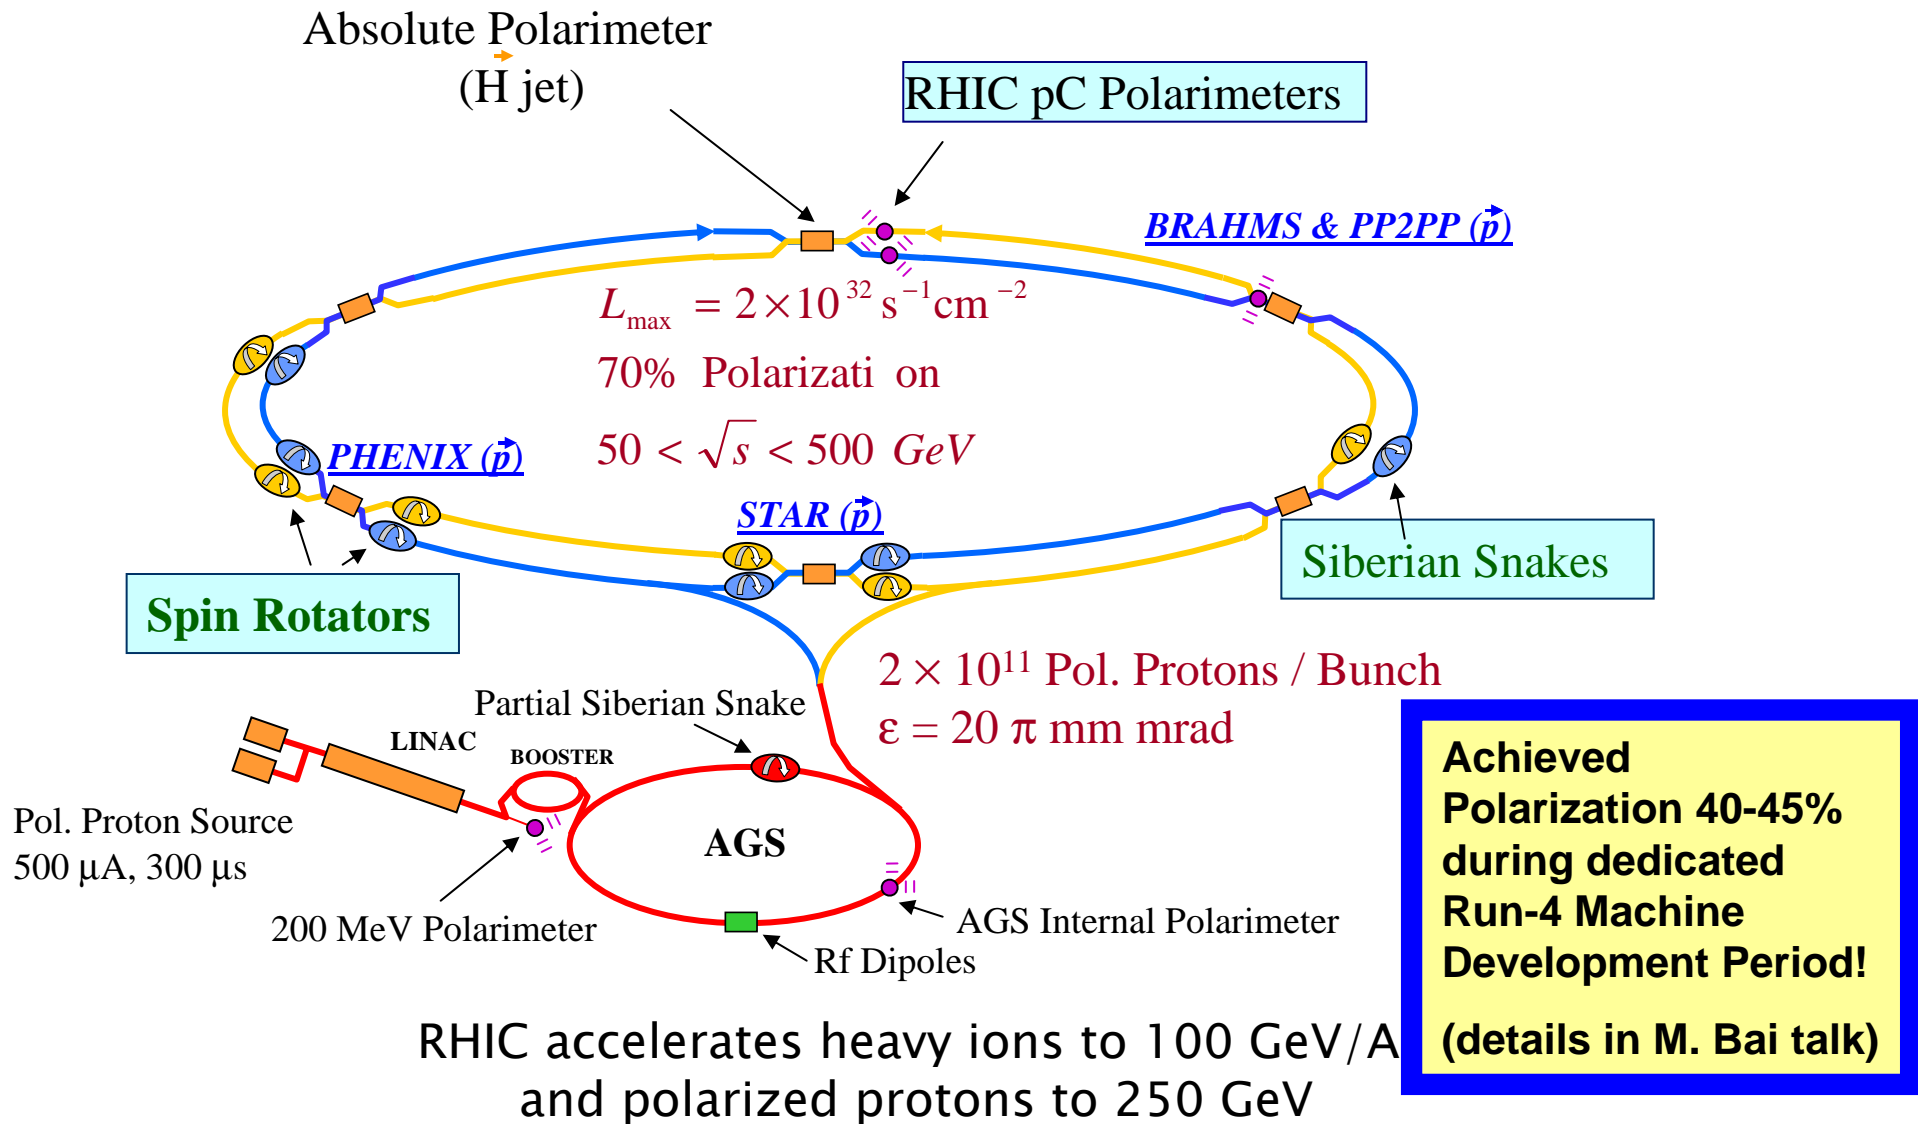 Absolute Polarimeter
(H jet)
RHIC pC Polarimeters
BRAHMS & PP2PP (p)
L max = 2×10 32 s −1 cm −2
70% Polarizati on
50 < √s < 500 GeV
PHENIX (p)
STAR (p)
Siberian Snakes
Spin Rotators
2 × 10¹¹ Pol. Protons / Bunch
ε = 20 π mm mrad
Partial Siberian Snake
LINAC
BOOSTER
Pol. Proton Source
500 μA, 300 μs
AGS
200 MeV Polarimeter
AGS Internal Polarimeter
Rf Dipoles
Achieved
Polarization 40-45%
during dedicated
Run-4 Machine
Development Period!
(details in M. Bai talk)
RHIC accelerates heavy ions to 100 GeV/A
and polarized protons to 250 GeV